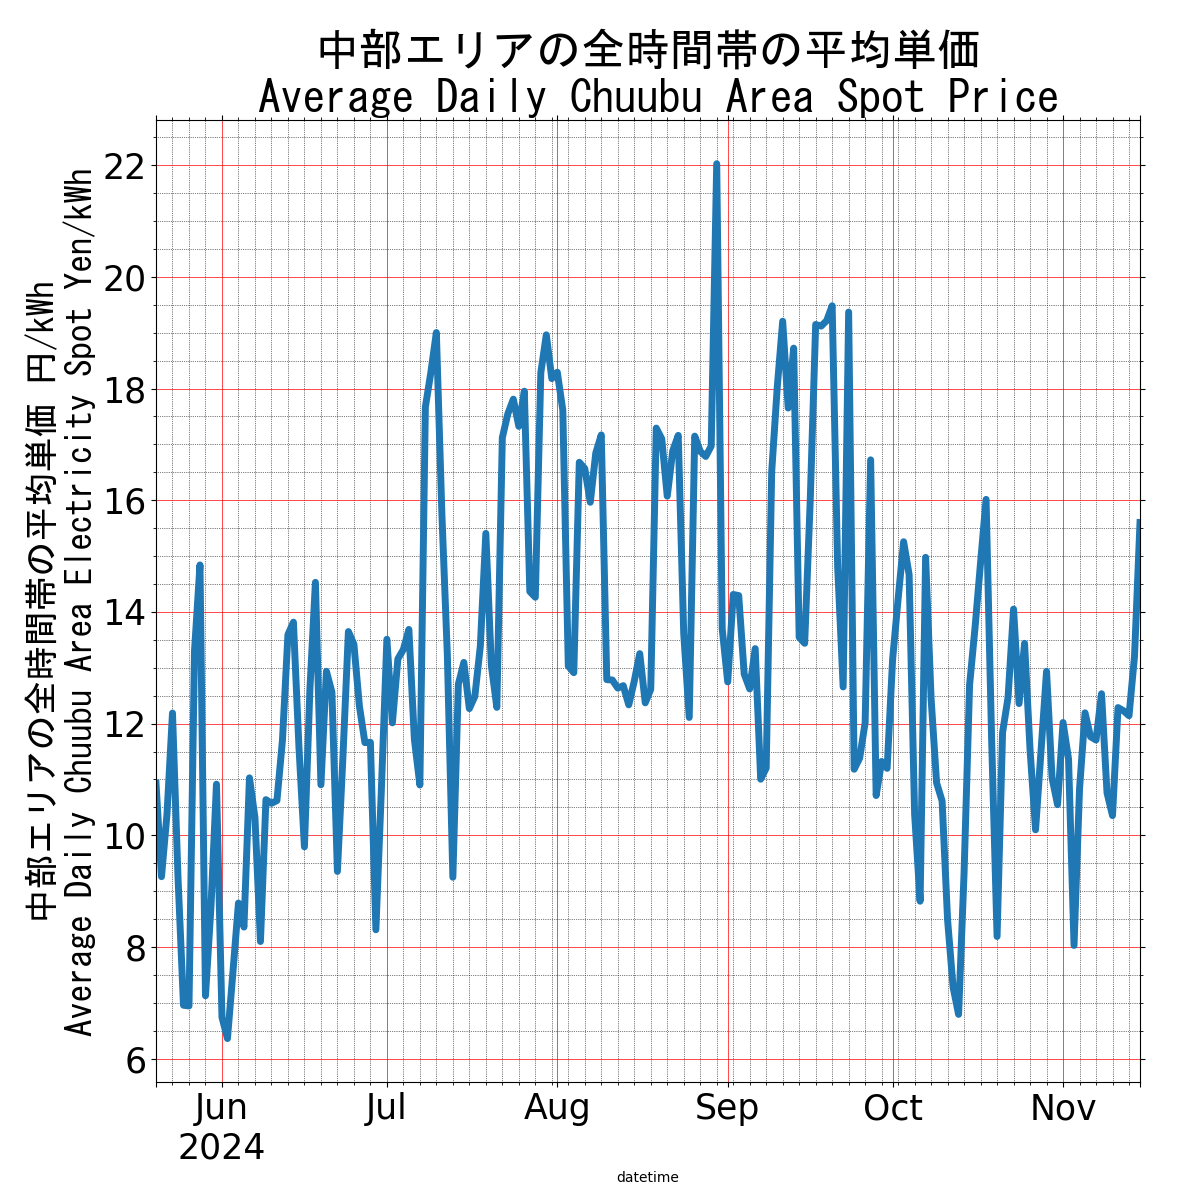 中部エリアの全時間帯の平均単価
Average Daily Chuubu Area Spot Price
中部エリアの全時間帯の平均単価 円/kWh
Average Daily Chuubu Area Electricity Spot Yen/kWh
22
20
18
16
14
12
10
8
6
Jun Jul Aug Sep Oct Nov
2024
datetime